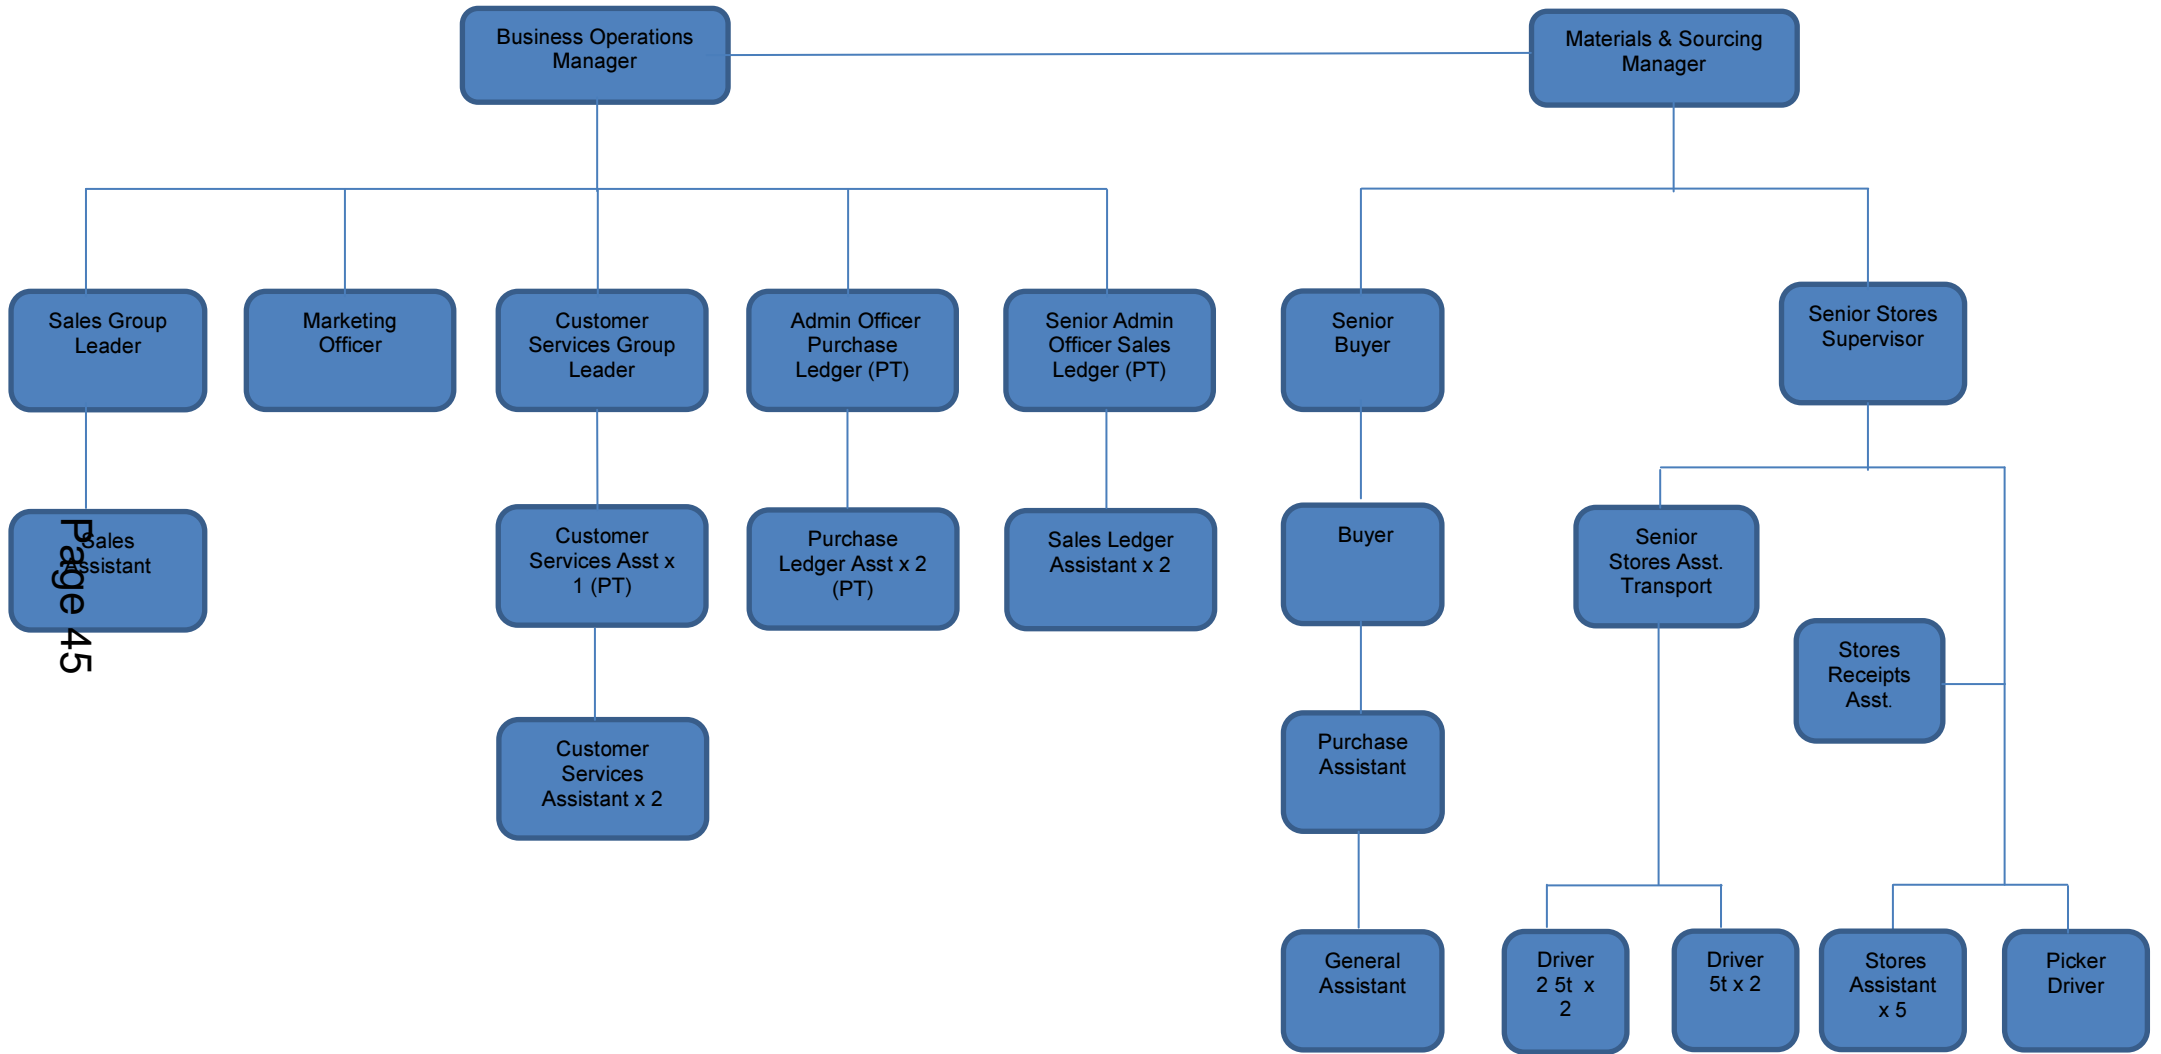 Business Operations
Manager
Materials & Sourcing
Manager
Sales Group
Leader
Marketing
Officer
Customer
Services Group
Leader
Admin Officer
Purchase
Ledger (PT)
Senior Admin
Officer Sales
Ledger (PT)
Senior
Buyer
Senior Stores
Supervisor
Sales
Assistant
Customer
Services Asst x
1 (PT)
Purchase
Ledger Asst x 2
(PT)
Sales Ledger
Assistant x 2
Buyer
Senior
Stores Asst.
Transport
Stores
Receipts
Asst.
Customer
Services
Assistant x 2
Purchase
Assistant
General
Assistant
Driver
2 5t x
2
Driver
5t x 2
Stores
Assistant
x 5
Picker
Driver
Page 45